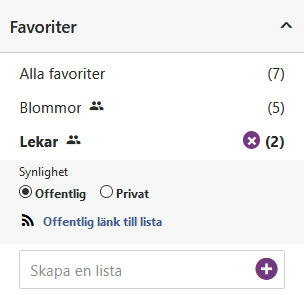 Favoriter
Alla favoriter (7)
Blommor (5)
Lekar (2)
Synlighet
Offentlig Privat
Offentlig länk till lista
Skapa en lista